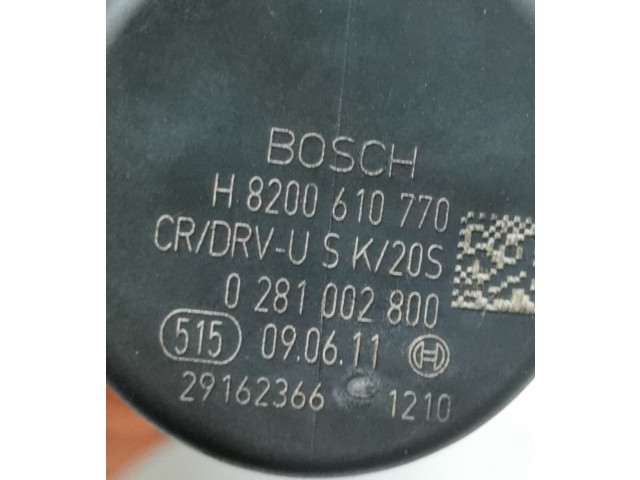 BOSCH
H 8200 610 770
CR/DRV-U S K/20S
0 281 002 800
515 09.06.11
29162366 1210